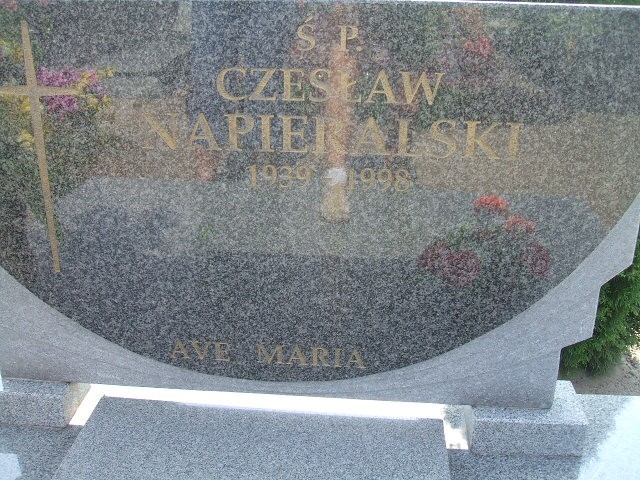 Ś P.
CZESŁAW
NAPIERALSKI
1939 - 1998
AVE MARIA